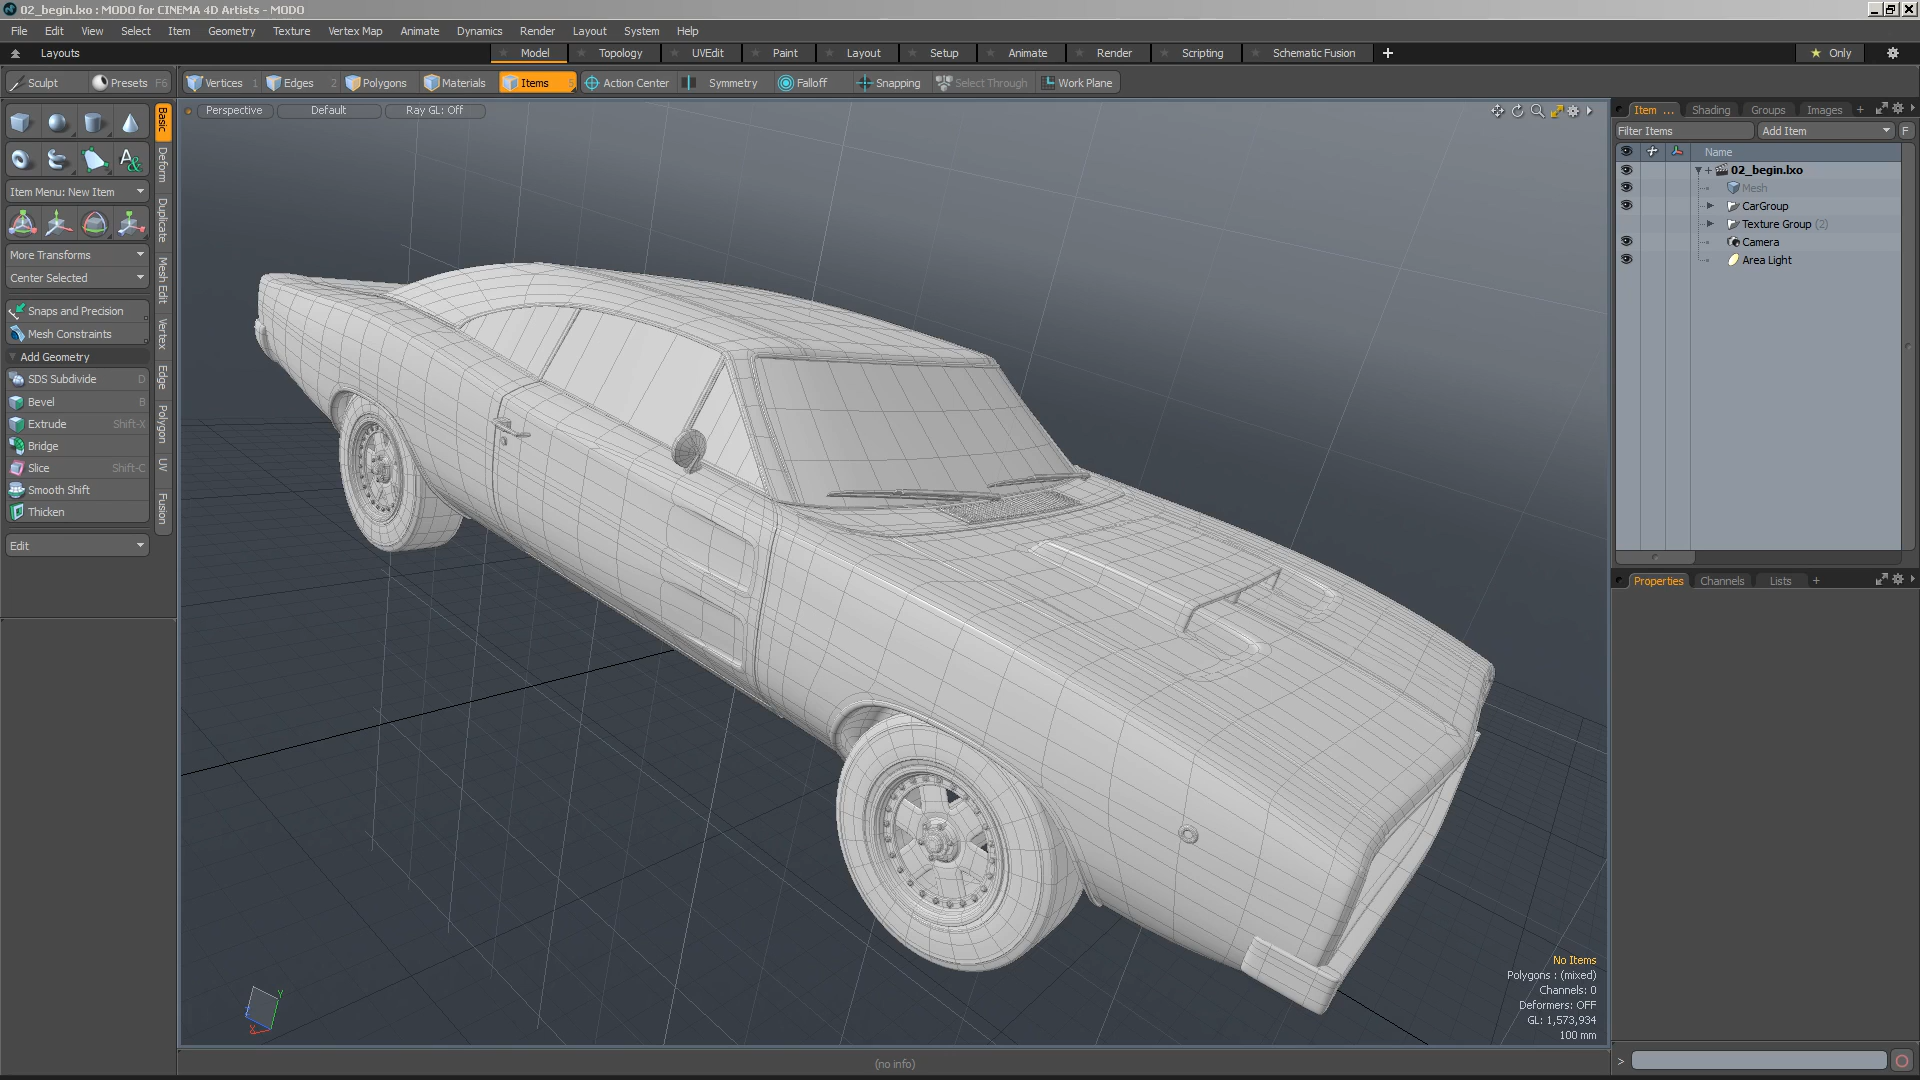 02_begin.lxo : MODO for CINEMA 4D Artists - MODO
File Edit View Select Item Geometry Texture Vertex Map Animate Dynamics Render Layout System Help
Layouts Model Topology UVEdit Paint Layout Setup Animate Render Scripting Schematic Fusion + Only
Sculpt Presets F6 Vertices 1 Edges 2 Polygons Materials Items 5 Action Center Symmetry Falloff Snapping Select Through Work Plane
Perspective Default Ray GL: Off
Basic
Deform
Duplicate
Mesh Edit
Vertex
Edge
Polygon
UV
Fusion
Item Menu: New Item
More Transforms
Center Selected
Snaps and Precision
Mesh Constraints
Add Geometry
SDS Subdivide D
Bevel B
Extrude Shift-X
Bridge
Slice Shift-C
Smooth Shift
Thicken
Edit
Item ... Shading Groups Images +
Filter Items Add Item F
Name
02_begin.lxo
Mesh
CarGroup
Texture Group (2)
Camera
Area Light
Properties Channels Lists +
No Items
Polygons : (mixed)
Channels: 0
Deformers: OFF
GL: 1,573,934
100 mm
Y
X
(no info)
>